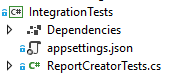 IntegrationTests
Dependencies
appsettings.json
ReportCreatorTests.cs